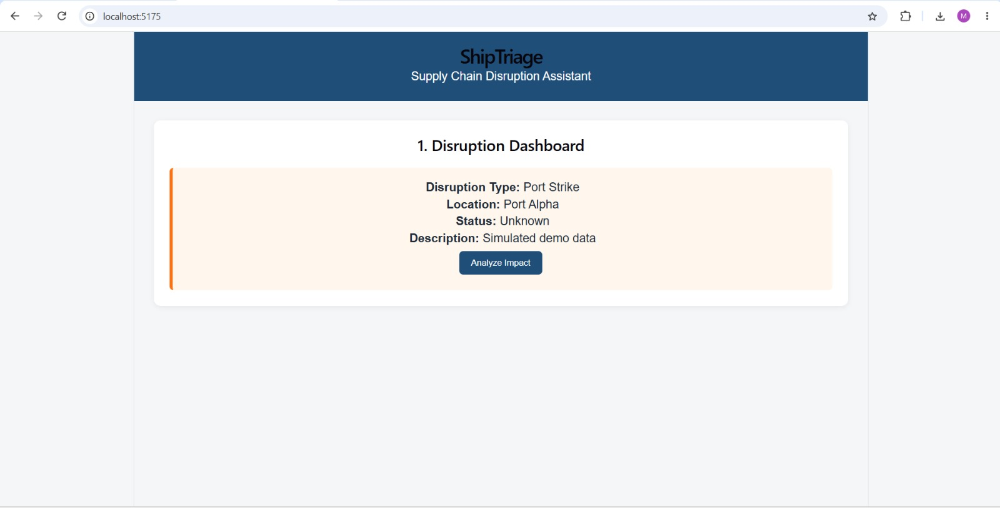 localhost:5175
M
ShipTriage
Supply Chain Disruption Assistant
1. Disruption Dashboard
Disruption Type: Port Strike
Location: Port Alpha
Status: Unknown
Description: Simulated demo data
Analyze Impact